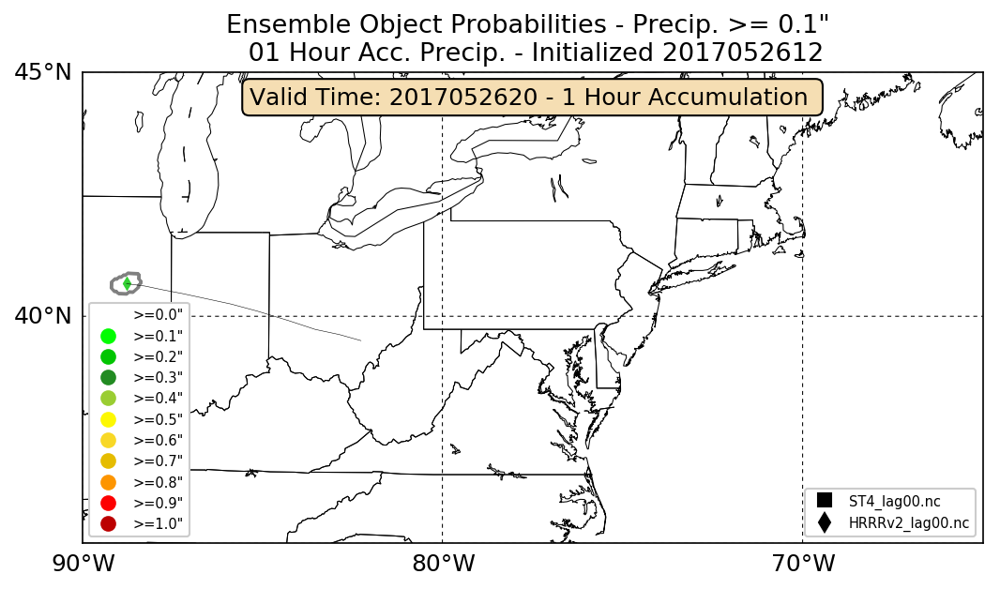 Ensemble Object Probabilities - Precip. >= 0.1"
01 Hour Acc. Precip. - Initialized 2017052612
45°N
Valid Time: 2017052620 - 1 Hour Accumulation
40°N
>=0.0"
>=0.1"
>=0.2"
>=0.3"
>=0.4"
>=0.5"
>=0.6"
>=0.7"
>=0.8"
>=0.9"
>=1.0"
ST4_lag00.nc
HRRRv2_lag00.nc
90°W
80°W
70°W